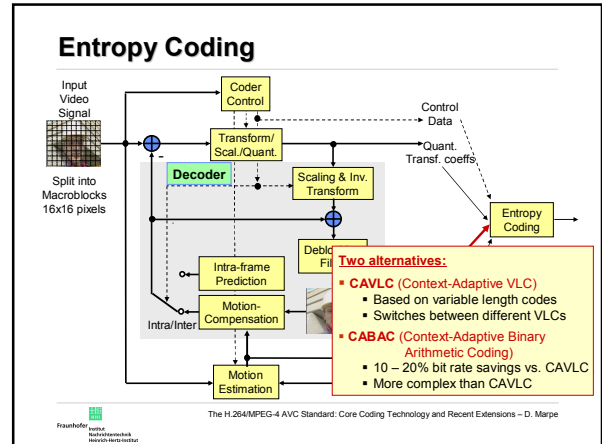 Entropy Coding
Input
Video
Signal
Split into
Macroblocks
16x16 pixels
Coder
Control
Control
Data
-
Transform/
Scal./Quant.
Quant.
Transf. coeffs
Decoder
Scaling & Inv.
Transform
Entropy
Coding
Intra-frame
Prediction
Motion-
Compensation
Intra/Inter
Motion
Estimation
Two alternatives:
▪ CAVLC (Context-Adaptive VLC)
▪ Based on variable length codes
▪ Switches between different VLCs
▪ CABAC (Context-Adaptive Binary
Arithmetic Coding)
▪ 10 – 20% bit rate savings vs. CAVLC
▪ More complex than CAVLC
The H.264/MPEG-4 AVC Standard: Core Coding Technology and Recent Extensions – D. Marpe
Fraunhofer
Institut
Nachrichtentechnik
Heinrich-Hertz-Institut